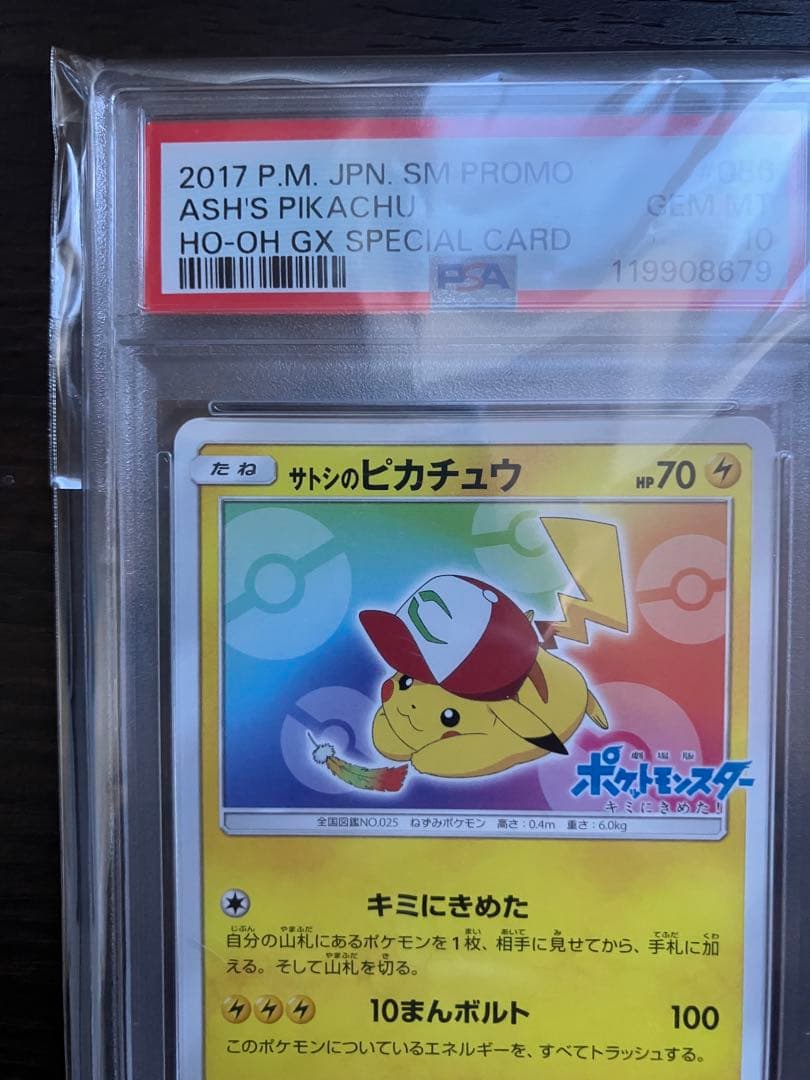 2017 P.M. JPN. SM PROMO #086
ASH'S PIKACHU GEM MT
HO-OH GX SPECIAL CARD 10
PSA 119908679
たね サトシのピカチュウ HP70
劇場版
ポケットモンスター
キミにきめた!
全国図鑑NO.025 ねずみポケモン 高さ:0.4m 重さ:6.0kg
キミにきめた
自分の山札にあるポケモンを1枚、相手に見せてから、手札に加
える。そして山札を切る。
10まんボルト 100
このポケモンについているエネルギーを、すべてトラッシュする。